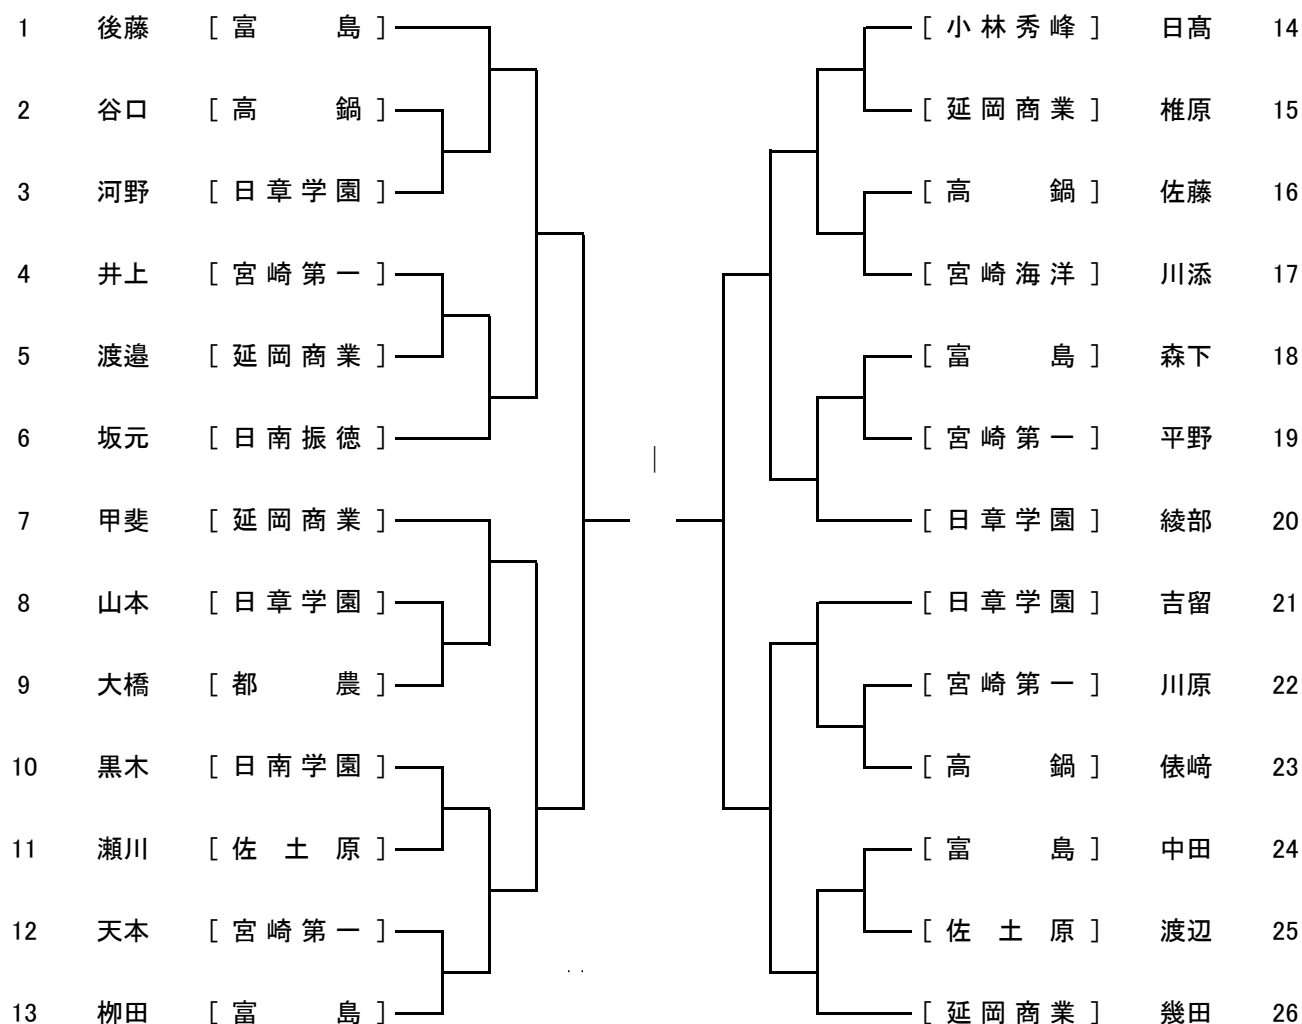 1 後藤 [ 富 島 ]
2 谷口 [ 高 鍋 ]
3 河野 [ 日 章 学 園 ]
4 井上 [ 宮 崎 第 一 ]
5 渡邉 [ 延 岡 商 業 ]
6 坂元 [ 日 南 振 徳 ]
7 甲斐 [ 延 岡 商 業 ]
8 山本 [ 日 章 学 園 ]
9 大橋 [ 都 農 ]
10 黒木 [ 日 南 学 園 ]
11 瀬川 [ 佐 土 原 ]
12 天本 [ 宮 崎 第 一 ]
13 栁田 [ 富 島 ]
[ 小 林 秀 峰 ] 日髙 14
[ 延 岡 商 業 ] 椎原 15
[ 高 鍋 ] 佐藤 16
[ 宮 崎 海 洋 ] 川添 17
[ 富 島 ] 森下 18
[ 宮 崎 第 一 ] 平野 19
[ 日 章 学 園 ] 綾部 20
[ 日 章 学 園 ] 吉留 21
[ 宮 崎 第 一 ] 川原 22
[ 高 鍋 ] 俵﨑 23
[ 富 島 ] 中田 24
[ 佐 土 原 ] 渡辺 25
[ 延 岡 商 業 ] 幾田 26